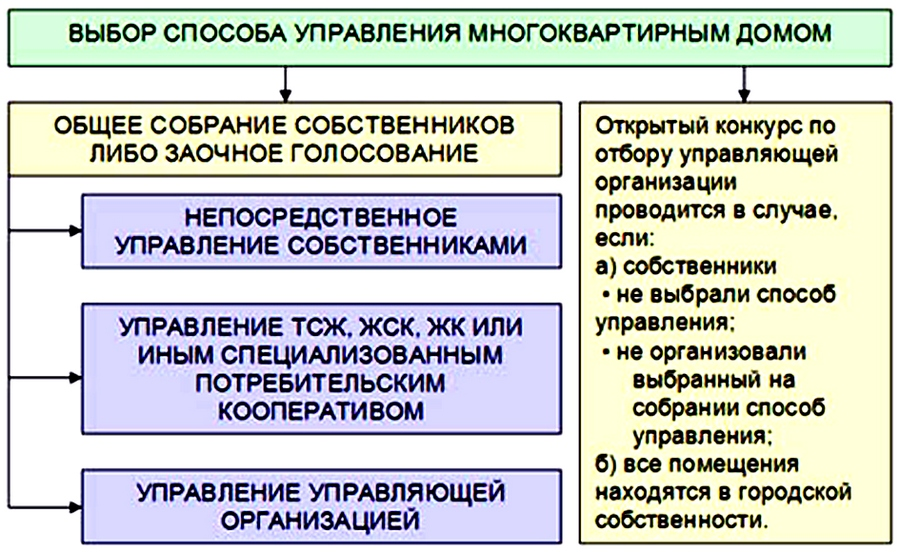 ВЫБОР СПОСОБА УПРАВЛЕНИЯ МНОГОКВАРТИРНЫМ ДОМОМ
ОБЩЕЕ СОБРАНИЕ СОБСТВЕННИКОВ
ЛИБО ЗАОЧНОЕ ГОЛОСОВАНИЕ
НЕПОСРЕДСТВЕННОЕ
УПРАВЛЕНИЕ СОБСТВЕННИКАМИ
УПРАВЛЕНИЕ ТСЖ, ЖСК, ЖК ИЛИ
ИНЫМ СПЕЦИАЛИЗОВАННЫМ
ПОТРЕБИТЕЛЬСКИМ
КООПЕРАТИВОМ
УПРАВЛЕНИЕ УПРАВЛЯЮЩЕЙ
ОРГАНИЗАЦИЕЙ
Открытый конкурс по
отбору управляющей
организации
проводится в случае,
если:
а) собственники
• не выбрали способ
управления;
• не организовали
выбранный на
собрании способ
управления;
б) все помещения
находятся в городской
собственности.